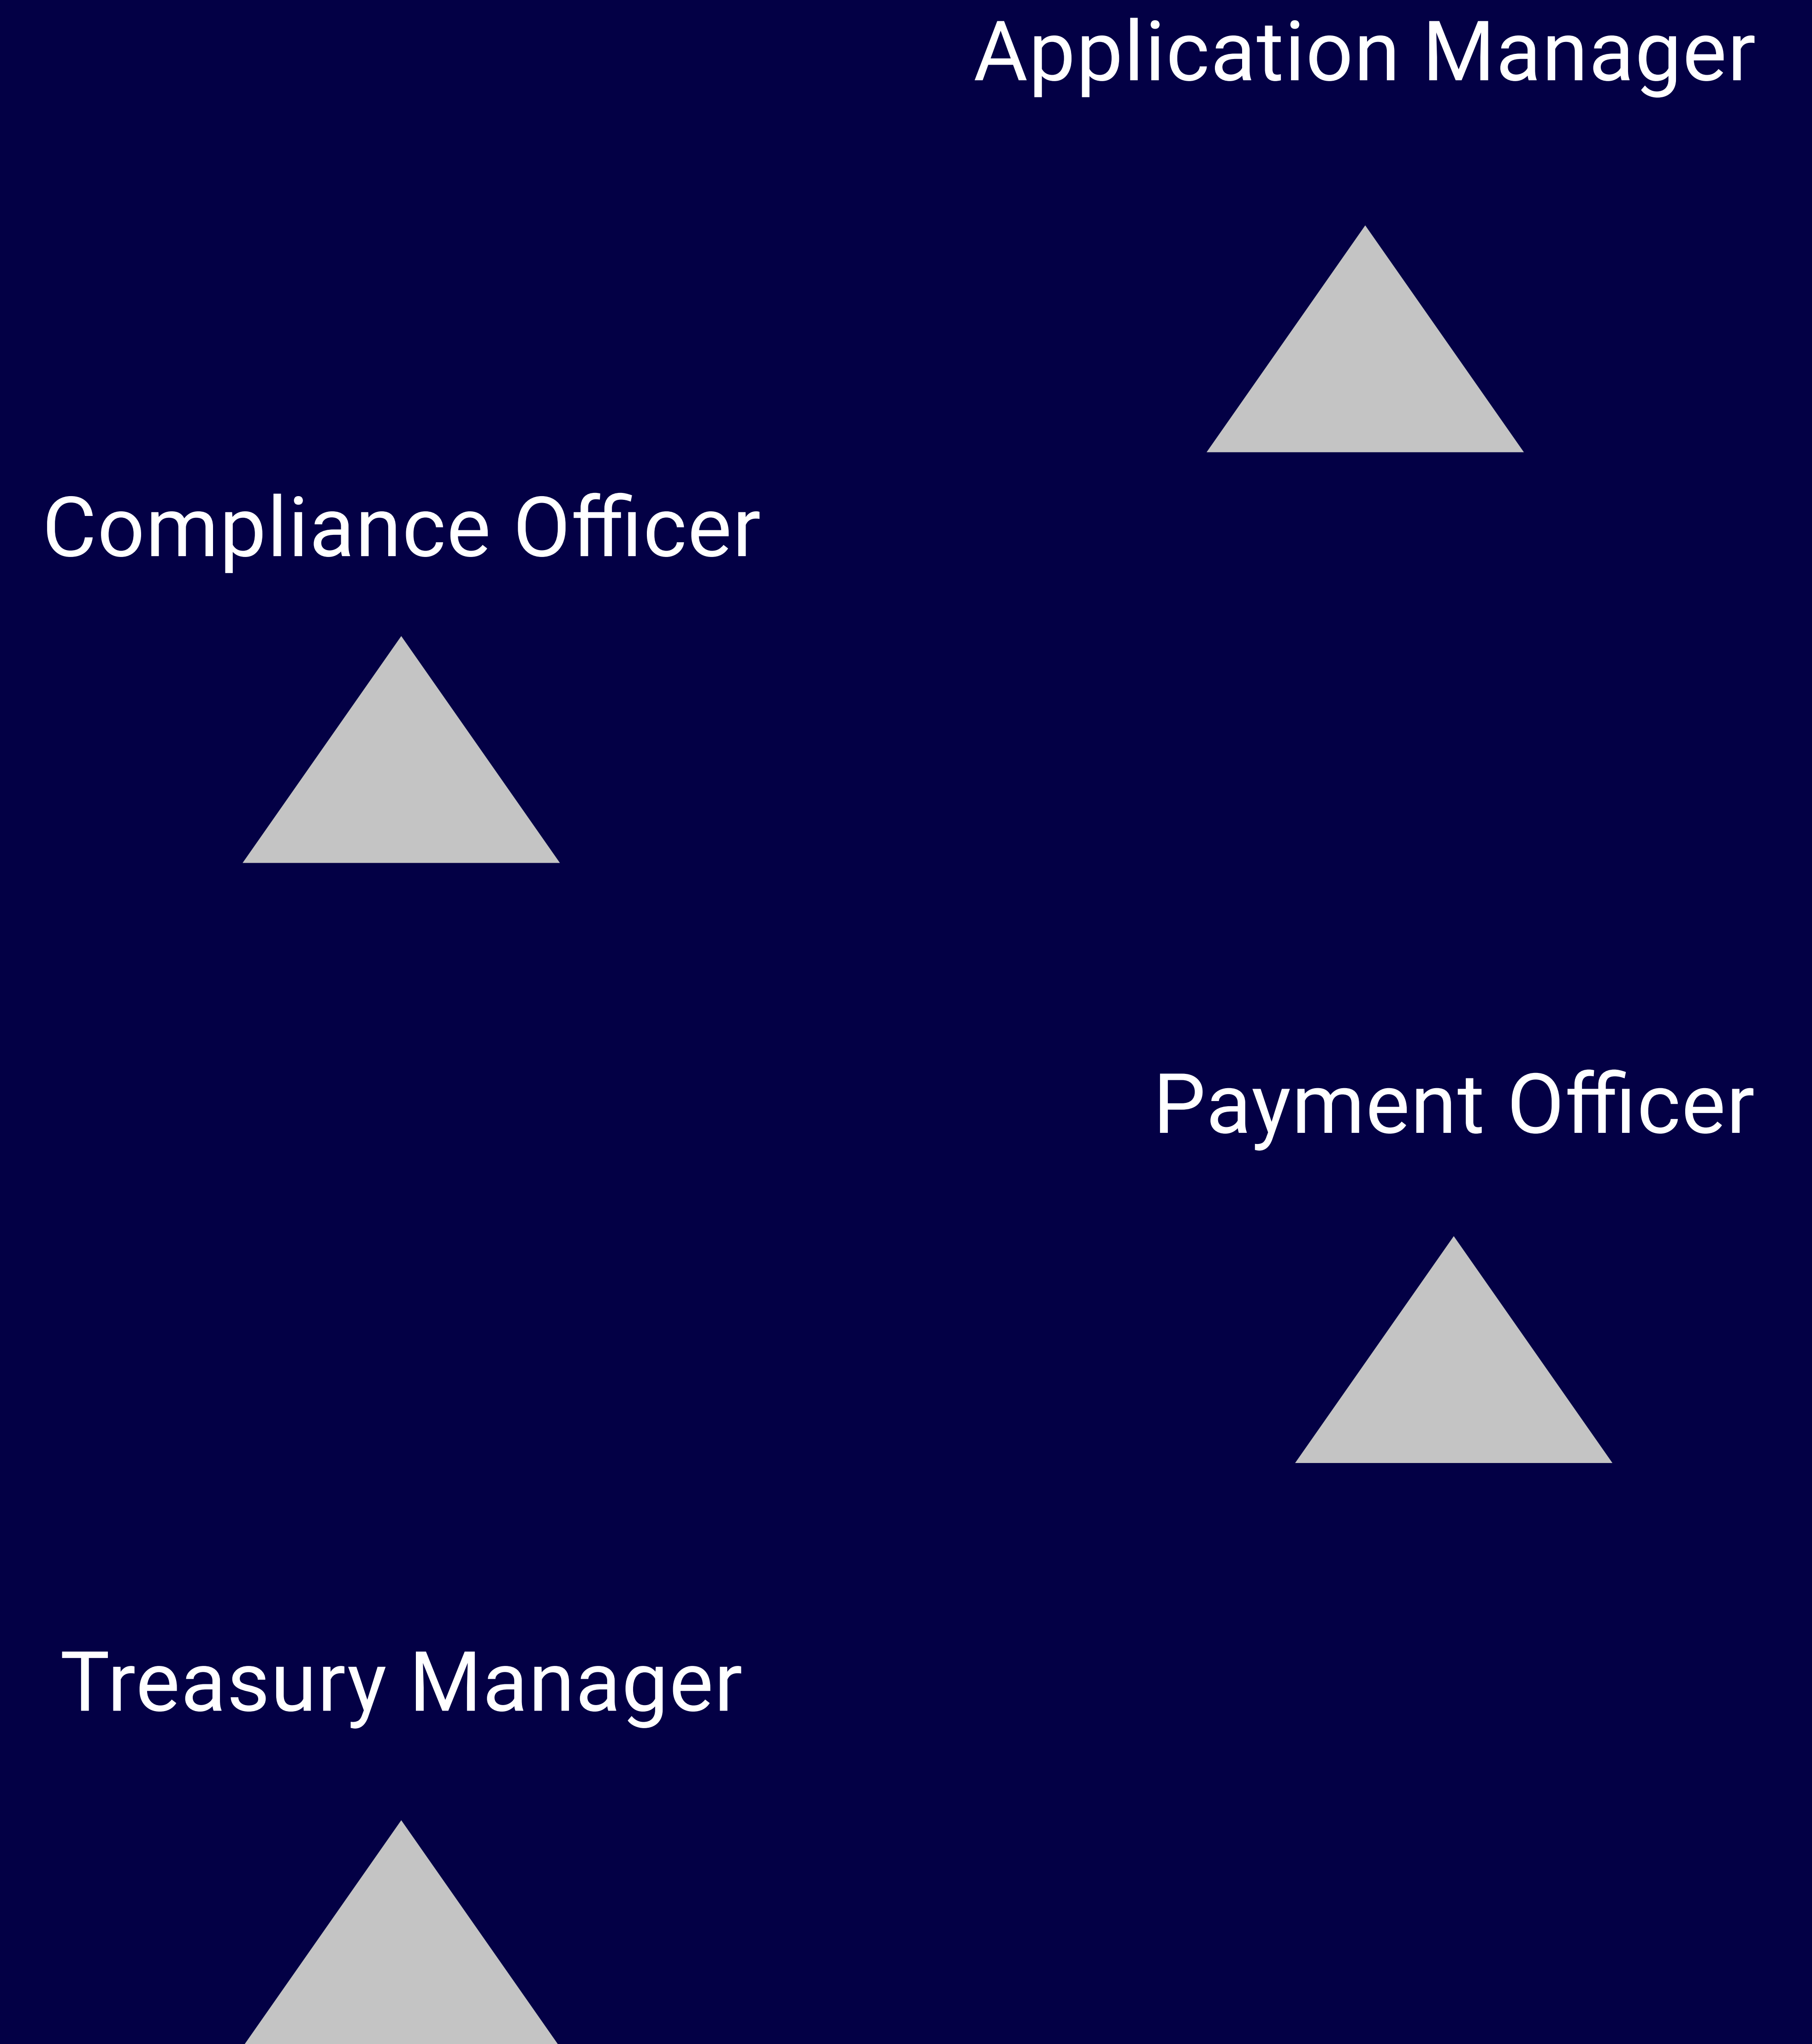 Application Manager
Compliance Officer
Payment Officer
Treasury Manager